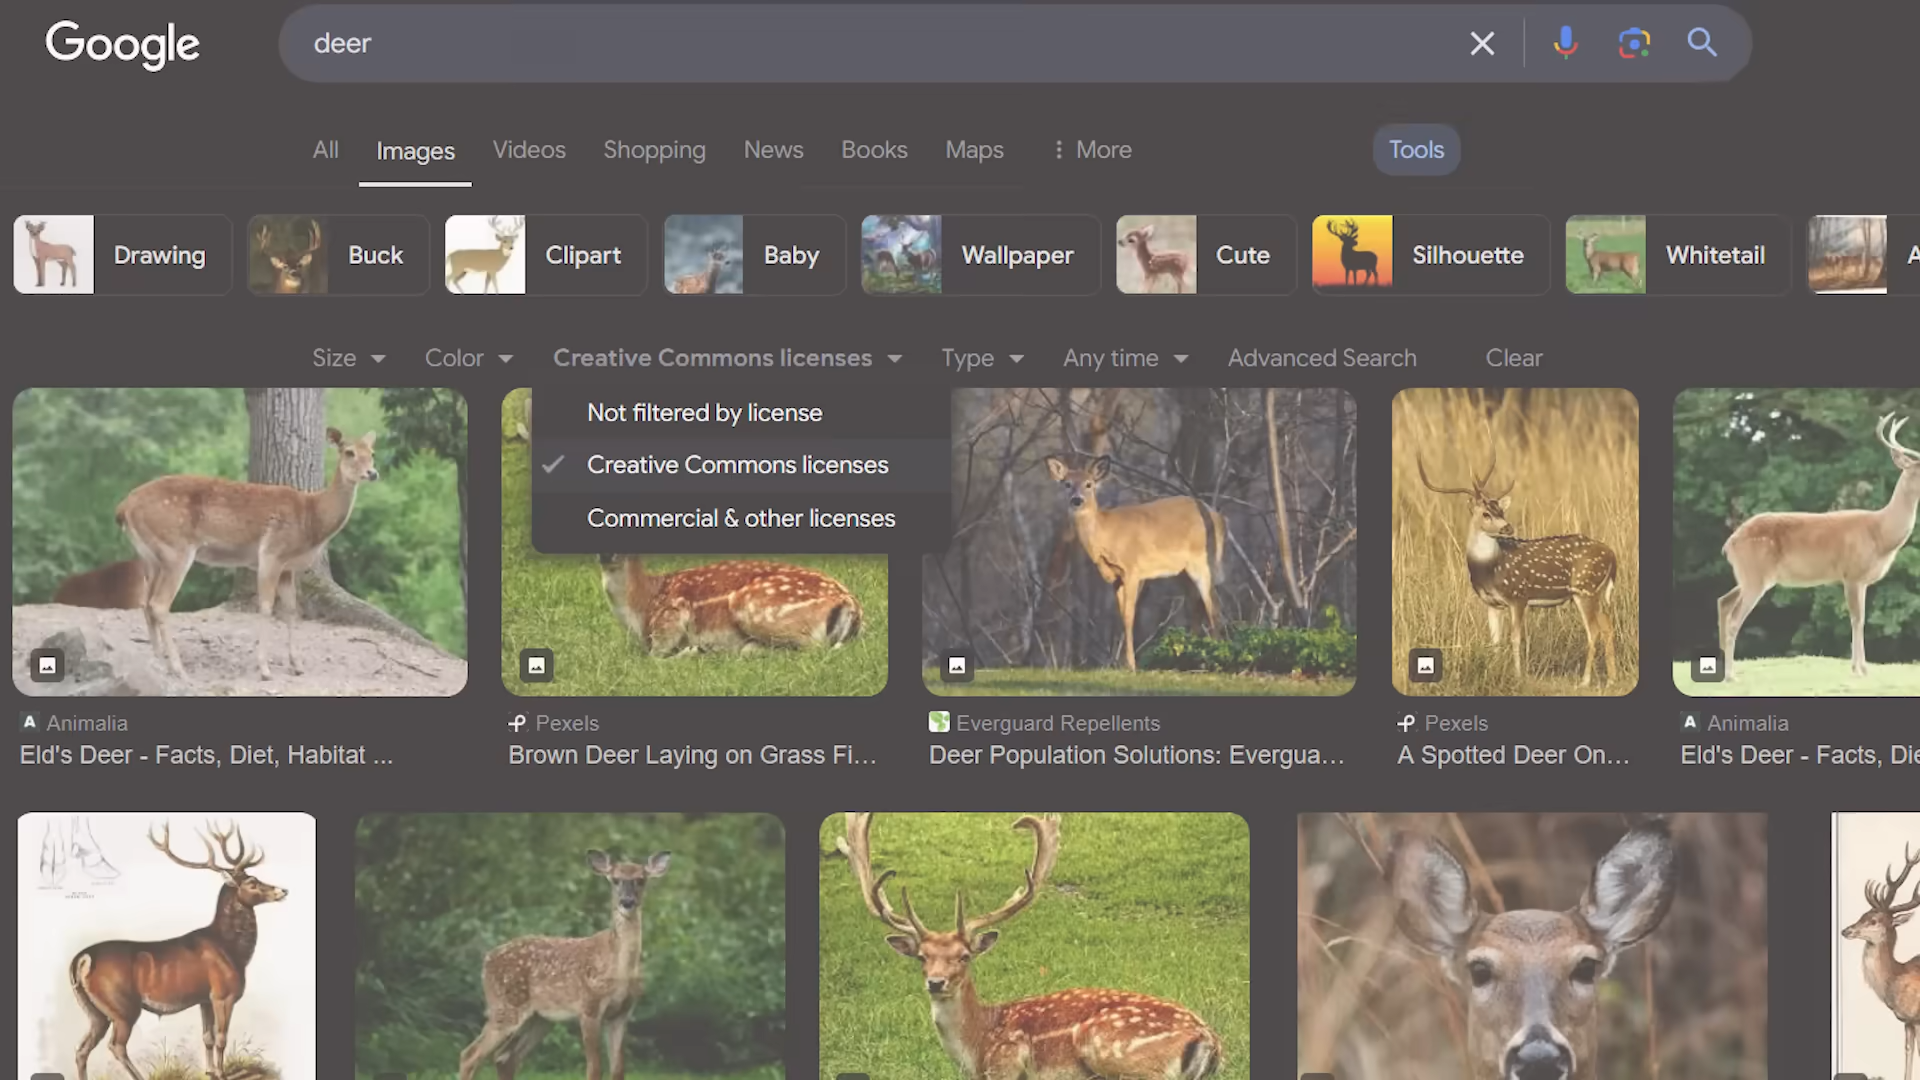 Google
deer
All
Images
Videos
Shopping
News
Books
Maps
More
Tools
Drawing
Buck
Clipart
Baby
Wallpaper
Cute
Silhouette
Whitetail
A
Size
Color
Creative Commons licenses
Type
Any time
Advanced Search
Clear
Not filtered by license
Creative Commons licenses
Commercial & other licenses
A Animalia
Eld's Deer - Facts, Diet, Habitat ...
Pexels
Brown Deer Laying on Grass Fi...
Everguard Repellents
Deer Population Solutions: Evergua...
Pexels
A Spotted Deer On...
A Animalia
Eld's Deer - Facts, Die